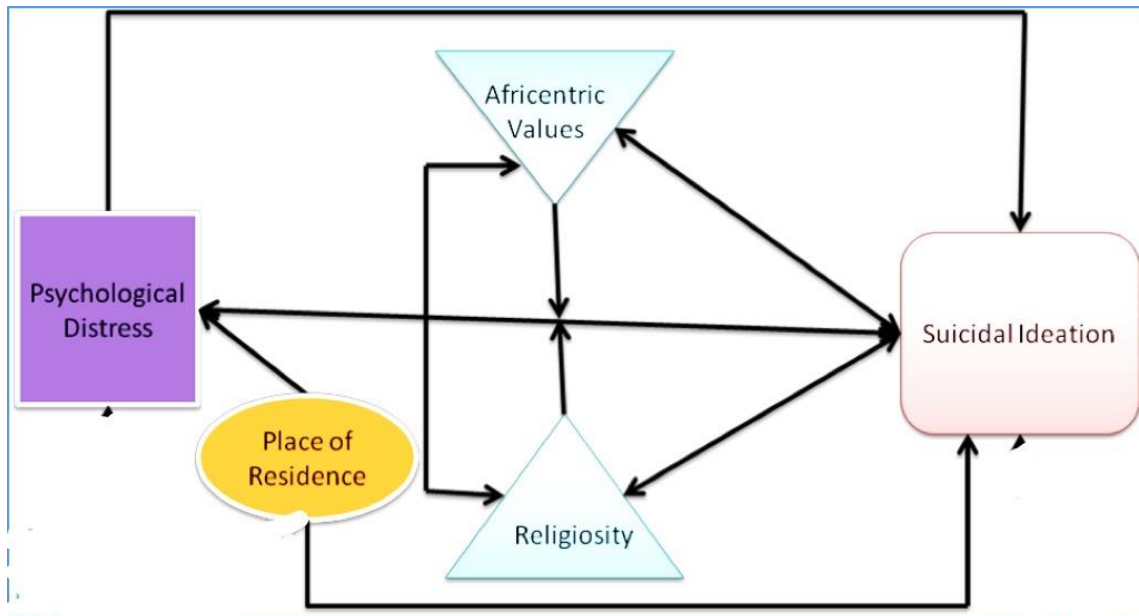 Africentric
Values
Psychological
Distress
Suicidal Ideation
Place of
Residence
Religiosity